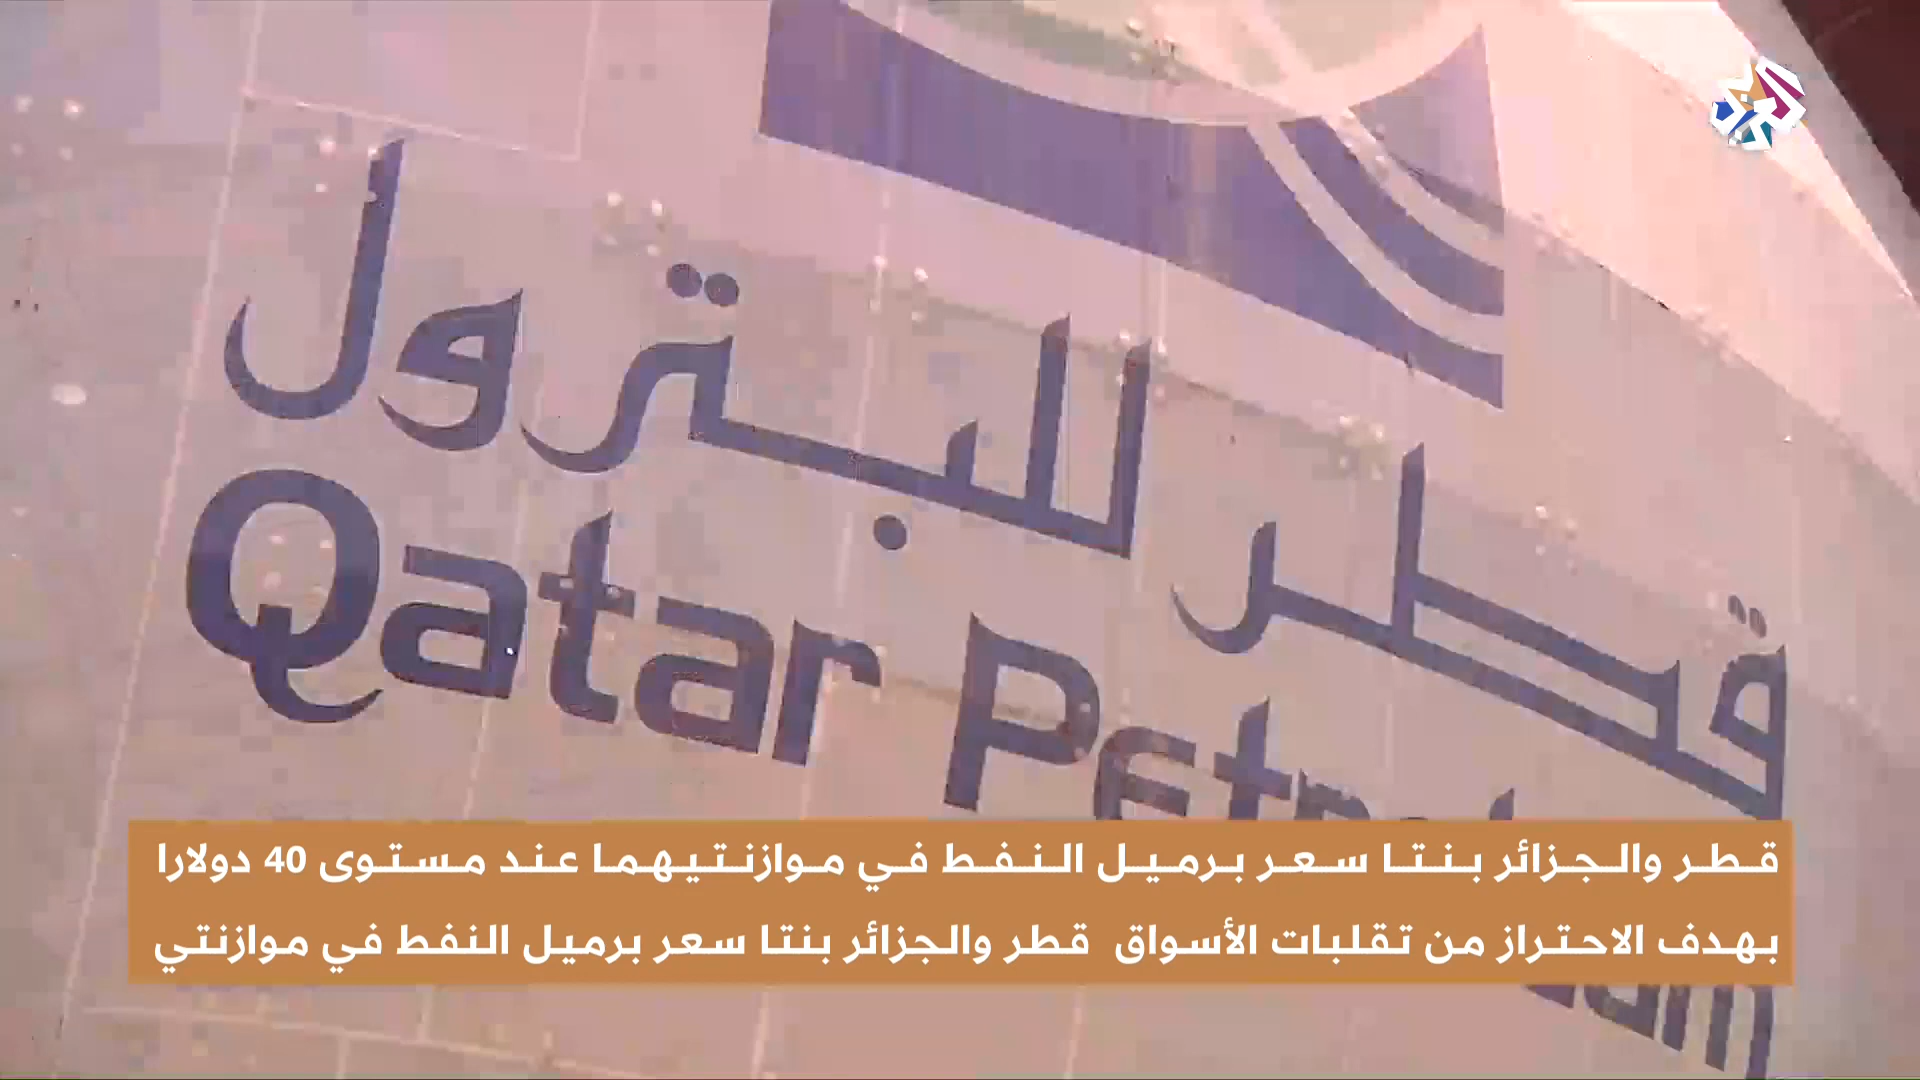 قطر للبترول
Qatar Petroleum
قطر والجزائر بنتا سعر برميل النفط في موازنتيهما عند مستوى 40 دولارا
بهدف الاحتراز من تقلبات الأسواق قطر والجزائر بنتا سعر برميل النفط في موازنتي